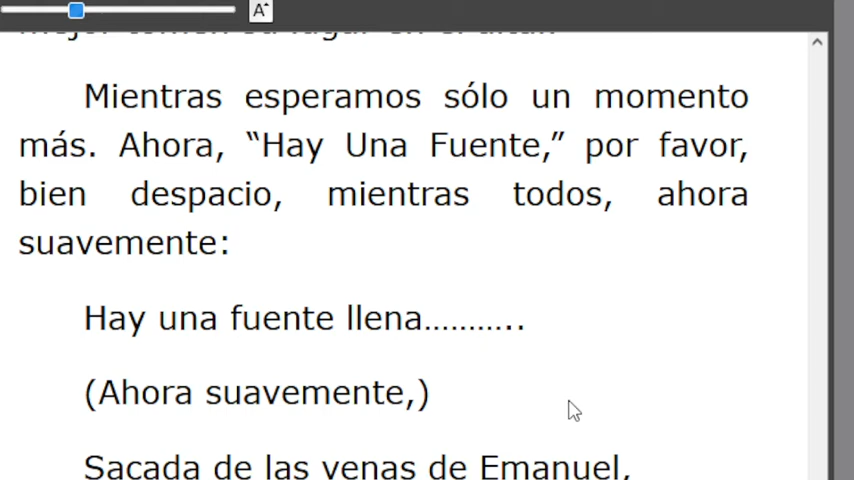 A
Mientras esperamos sólo un momento
más. Ahora, “Hay Una Fuente,” por favor,
bien despacio, mientras todos, ahora
suavemente:
Hay una fuente llena………..
(Ahora suavemente,)
Sacada de las venas de Emanuel,